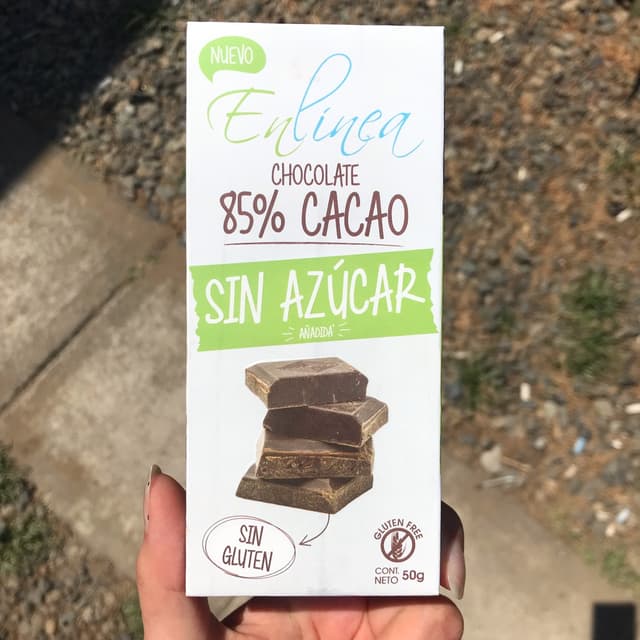 NUEVO
Enlinea
CHOCOLATE
85% CACAO
SIN AZÚCAR
AÑADIDA*
SIN
GLUTEN
GLUTEN FREE
CONT.
NETO 50g